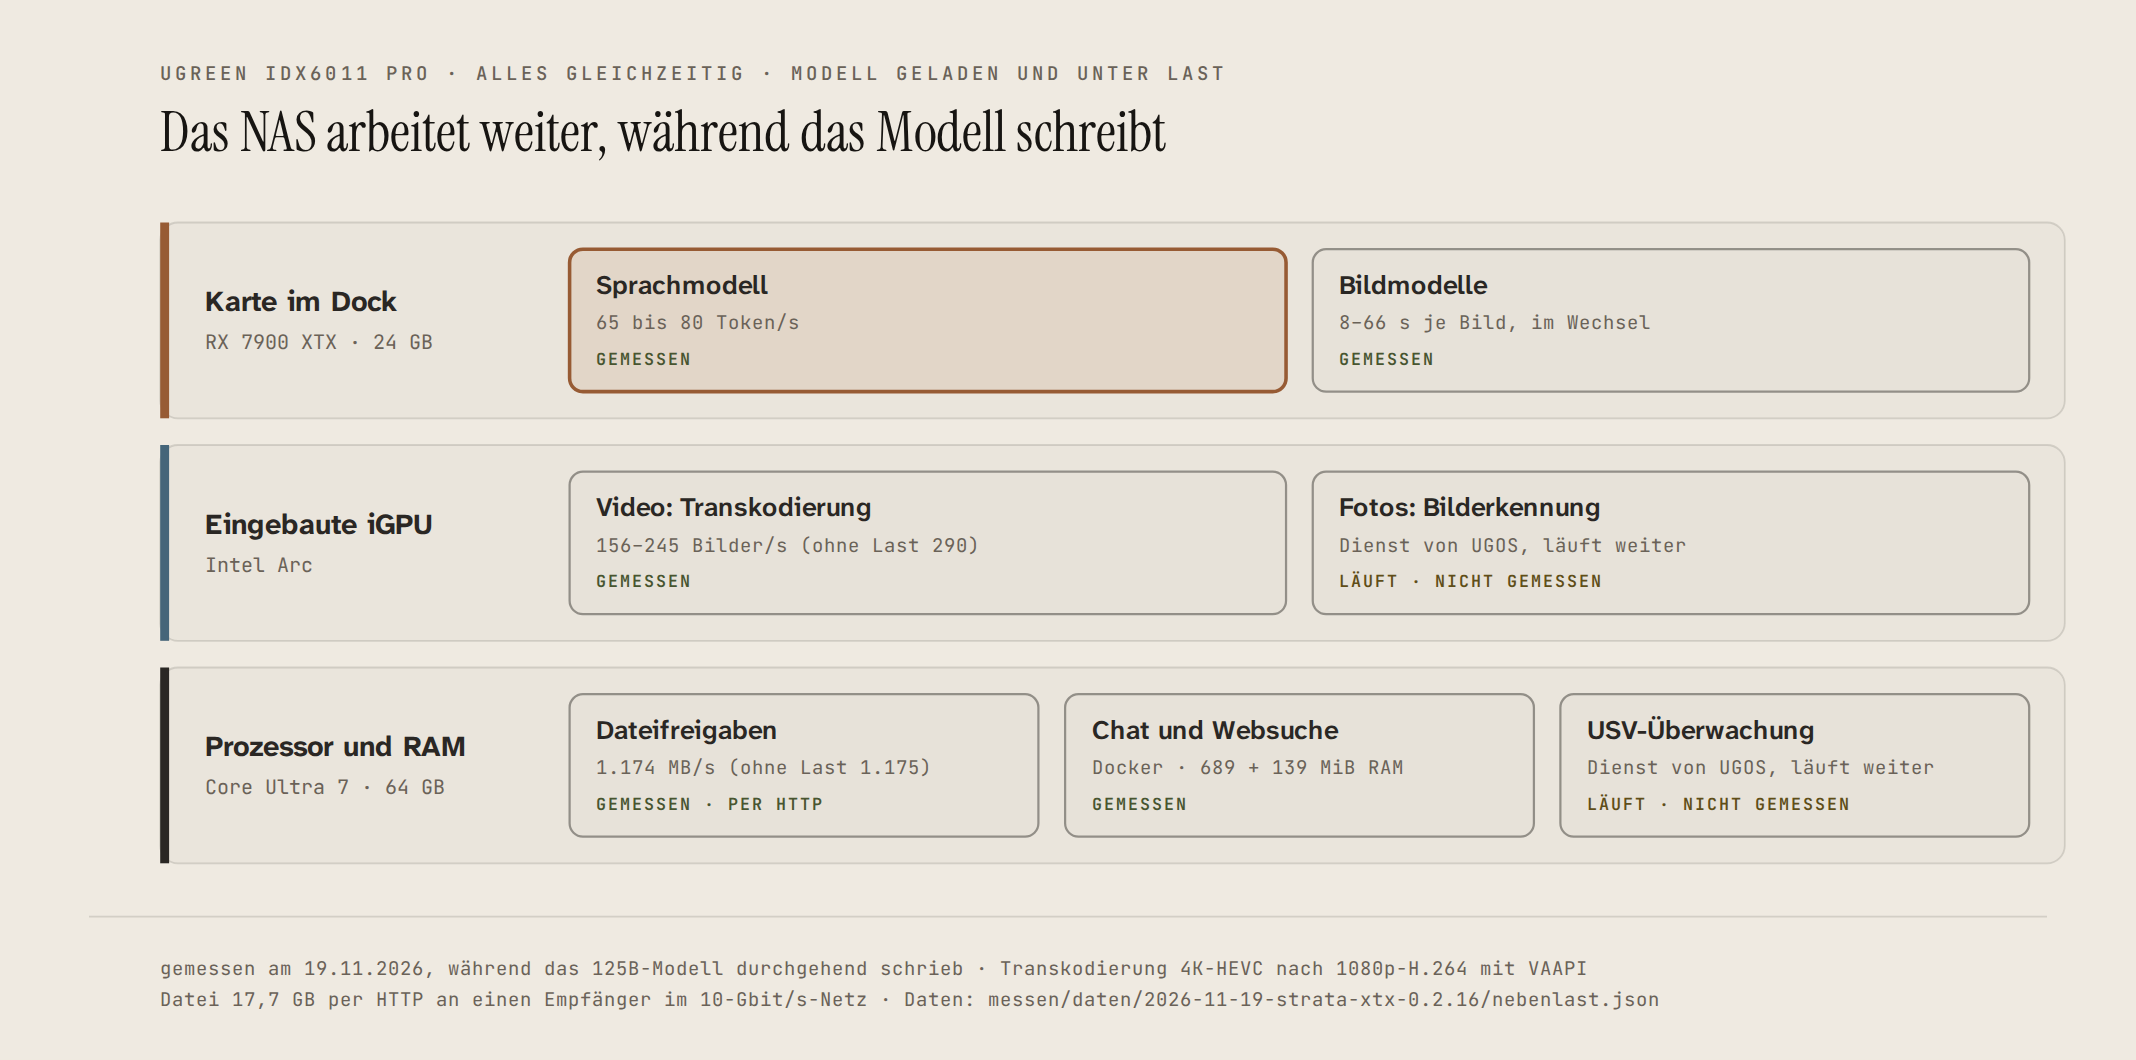 UGREEN IDX6011 PRO · ALLES GLEICHZEITIG · MODELL GELADEN UND UNTER LAST
Das NAS arbeitet weiter, während das Modell schreibt
Karte im Dock
RX 7900 XTX · 24 GB
Sprachmodell
65 bis 80 Token/s
GEMESSEN
Bildmodelle
8–66 s je Bild, im Wechsel
GEMESSEN
Eingebaute iGPU
Intel Arc
Video: Transkodierung
156–245 Bilder/s (ohne Last 290)
GEMESSEN
Fotos: Bilderkennung
Dienst von UGOS, läuft weiter
LÄUFT · NICHT GEMESSEN
Prozessor und RAM
Core Ultra 7 · 64 GB
Dateifreigaben
1.174 MB/s (ohne Last 1.175)
GEMESSEN · PER HTTP
Chat und Websuche
Docker · 689 + 139 MiB RAM
GEMESSEN
USV-Überwachung
Dienst von UGOS, läuft weiter
LÄUFT · NICHT GEMESSEN
gemessen am 19.11.2026, während das 125B-Modell durchgehend schrieb · Transkodierung 4K-HEVC nach 1080p-H.264 mit VAAPI
Datei 17,7 GB per HTTP an einen Empfänger im 10-Gbit/s-Netz · Daten: messen/daten/2026-11-19-strata-xtx-0.2.16/nebenlast.json